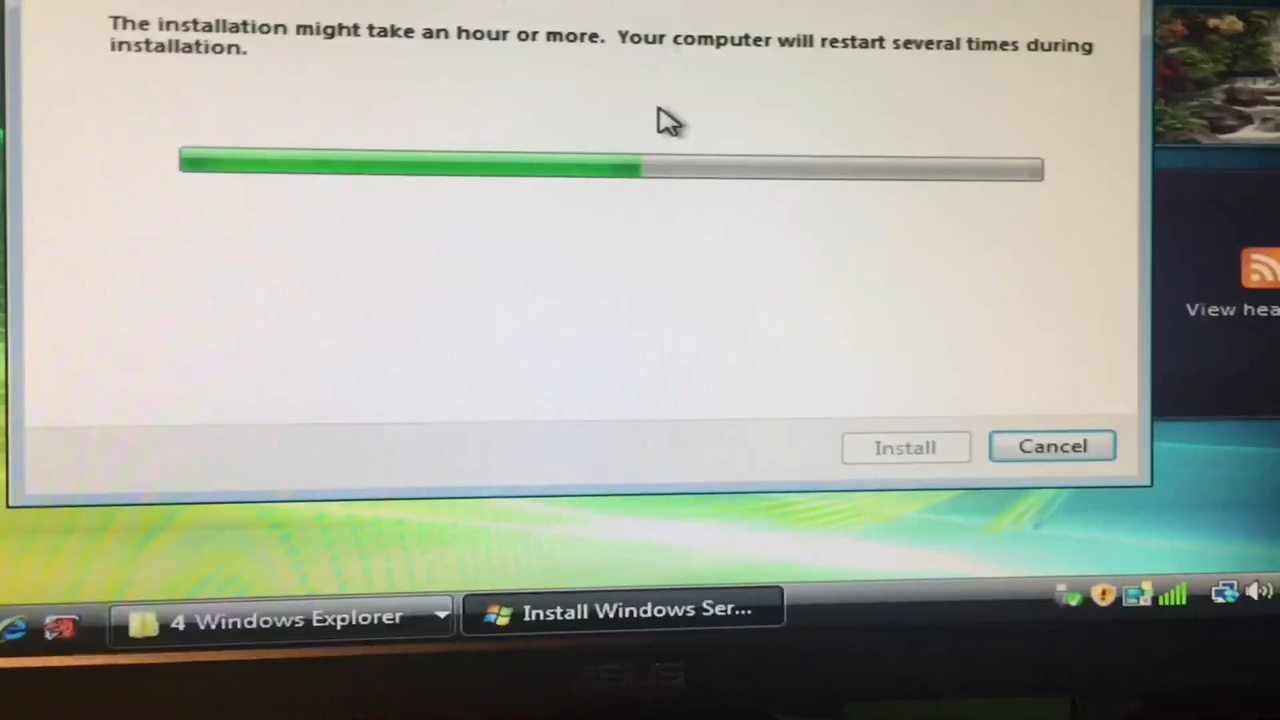 The installation might take an hour or more. Your computer will restart several times during
installation.
View hea
Install
Cancel
4 Windows Explorer
Install Windows Ser...
ASUS